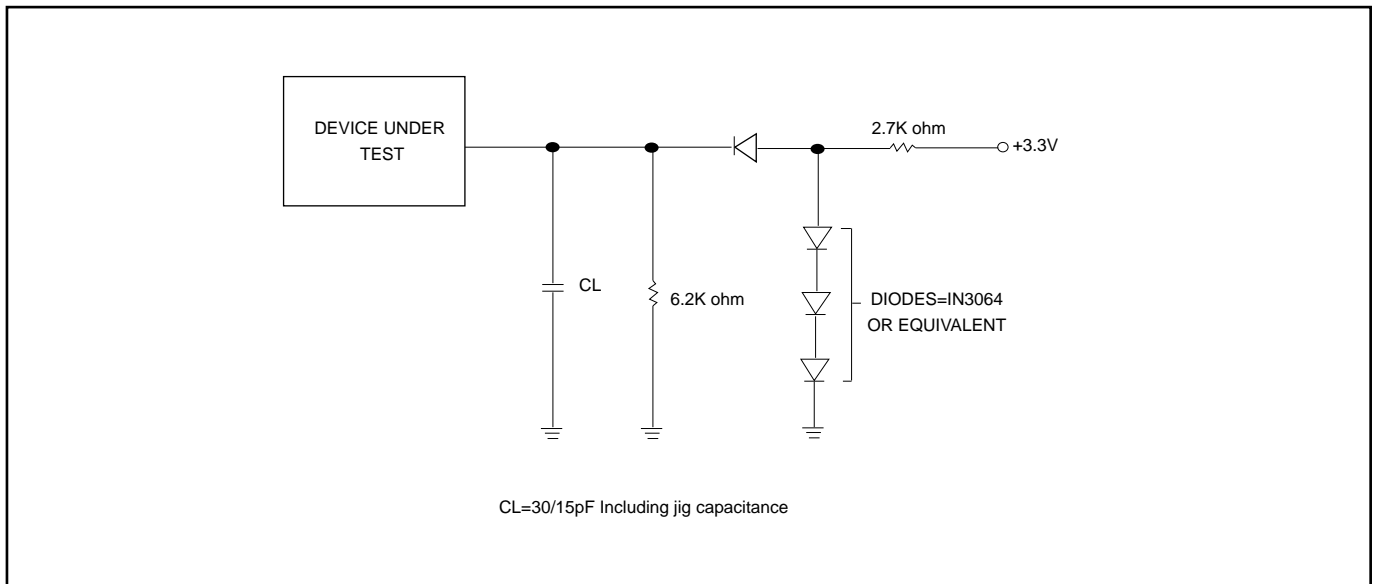 DEVICE UNDER
TEST
2.7K ohm
+3.3V
CL
6.2K ohm
DIODES=IN3064
OR EQUIVALENT
CL=30/15pF Including jig capacitance